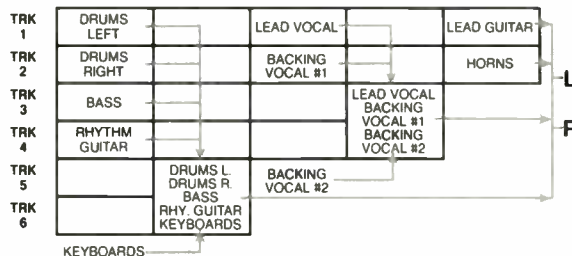 TRK 1
DRUMS LEFT
LEAD VOCAL
LEAD GUITAR
TRK 2
DRUMS RIGHT
BACKING VOCAL #1
HORNS
L
TRK 3
BASS
LEAD VOCAL
BACKING
VOCAL #1
BACKING
VOCAL #2
TRK 4
RHYTHM GUITAR
TRK 5
DRUMS L.
DRUMS R.
BASS
RHY. GUITAR
KEYBOARDS
BACKING VOCAL #2
TRK 6
KEYBOARDS